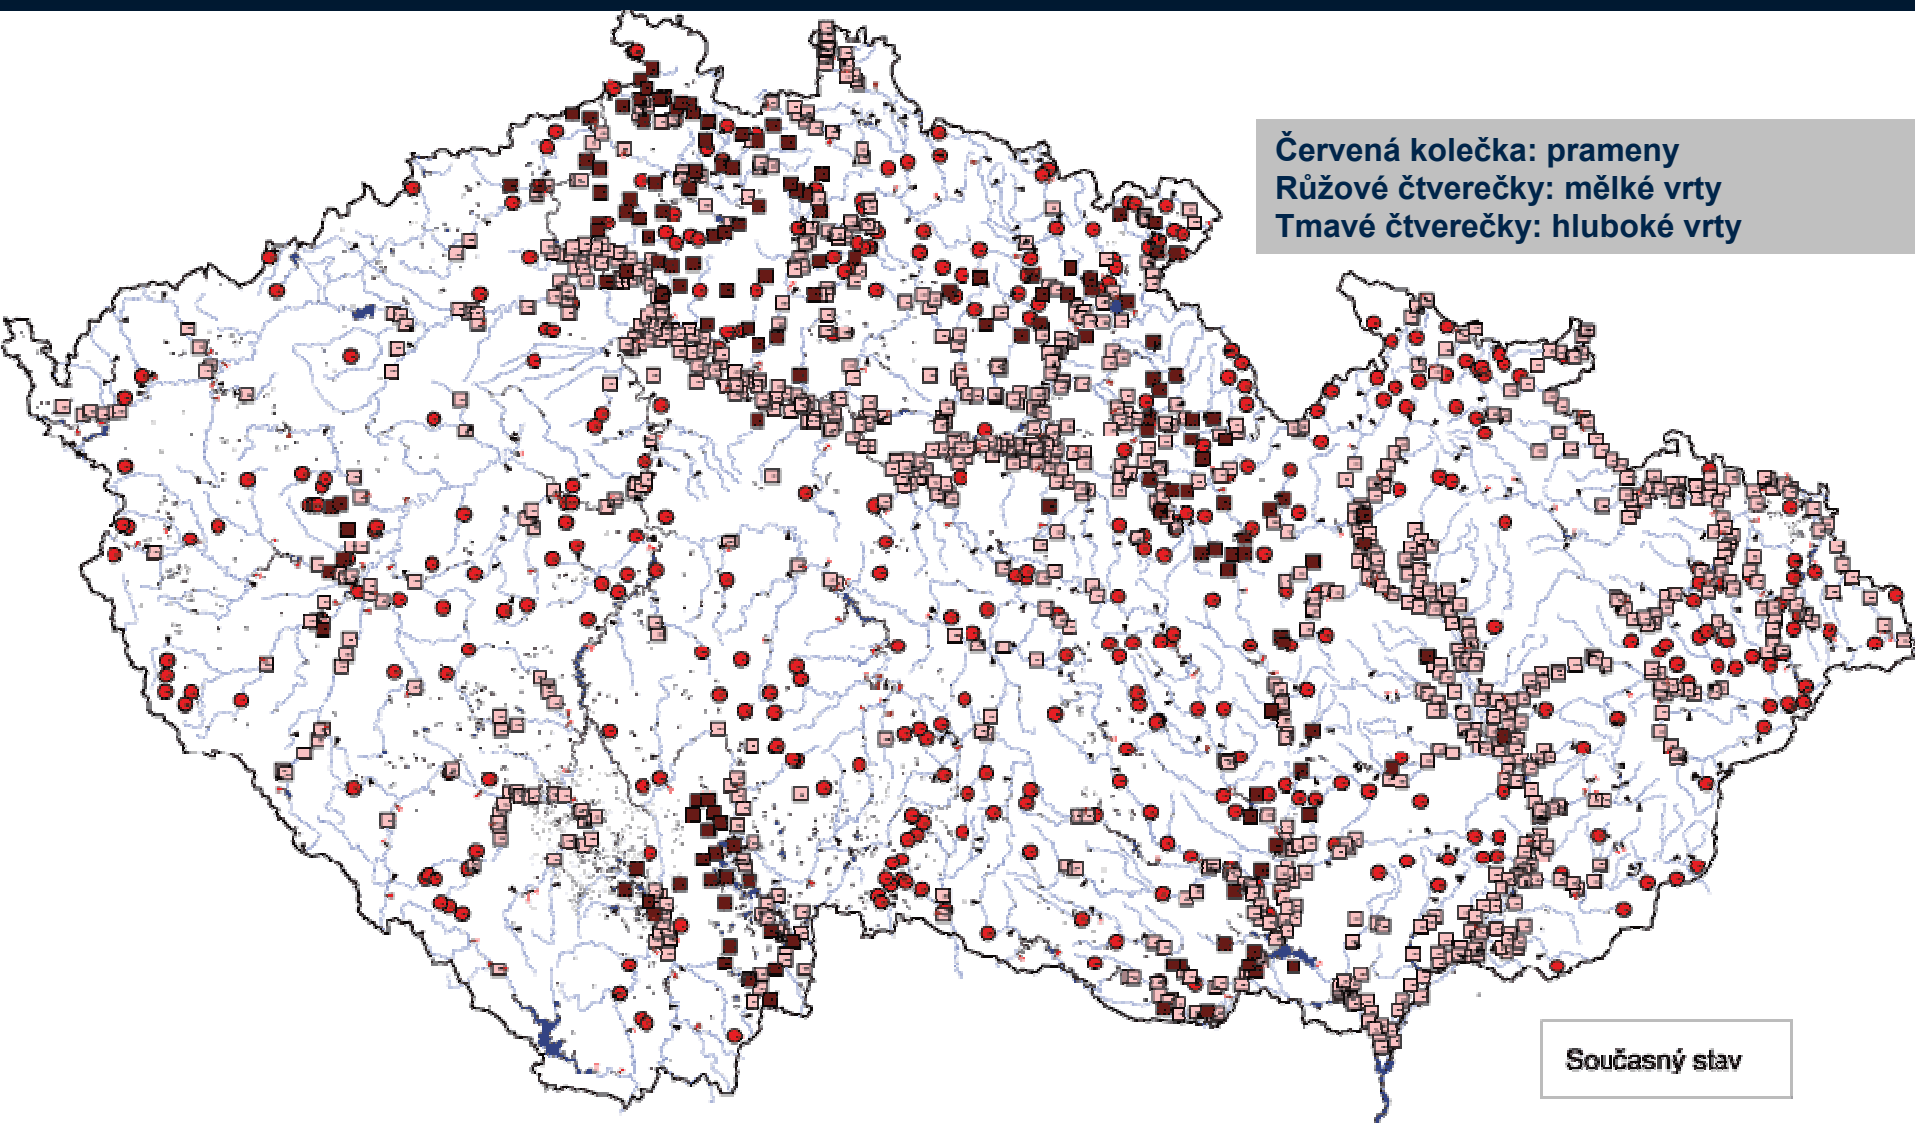 Červená kolečka: prameny
Růžové čtverečky: mělké vrty
Tmavé čtverečky: hluboké vrty
Současný stav